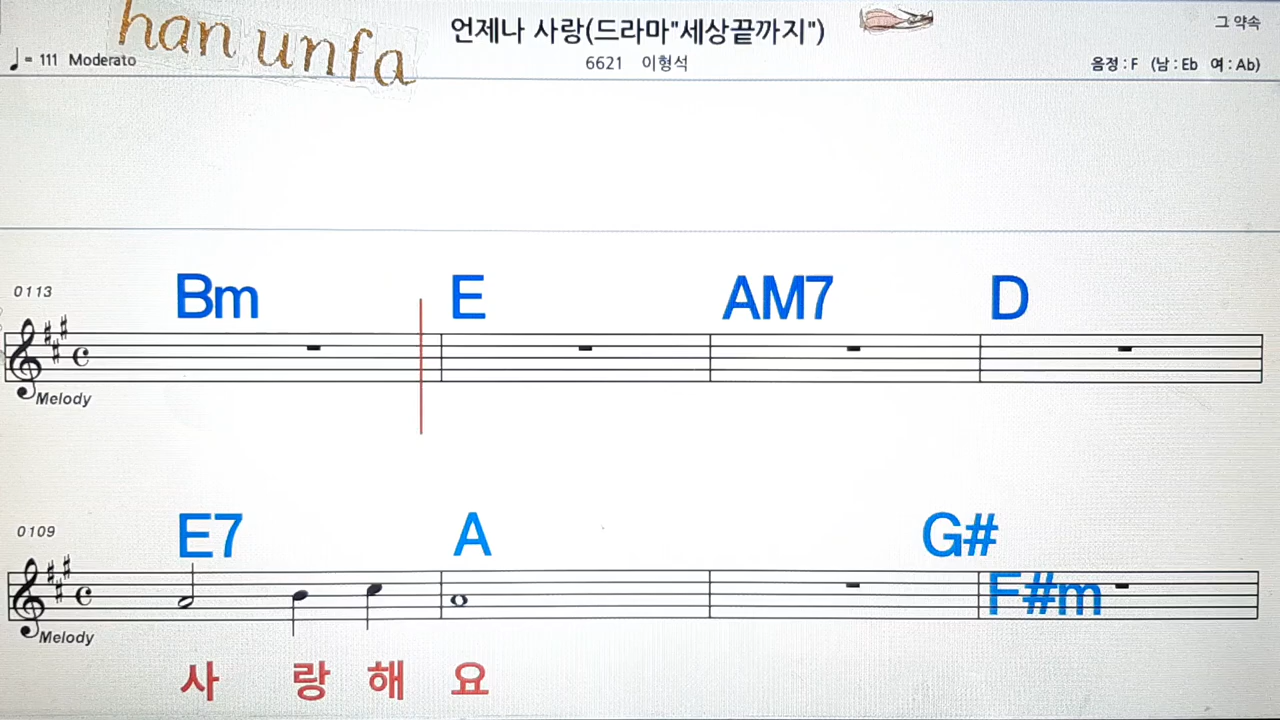 han unfa
언제나 사랑(드라마"세상끝까지")
그 약속
♩= 111 Moderato
6621 이형석
음정 : F (남 : Eb 여 : Ab)
Bm E AM7 D
0113
Melody
E7 A G#
0109
F#m
Melody
사 랑 해 요